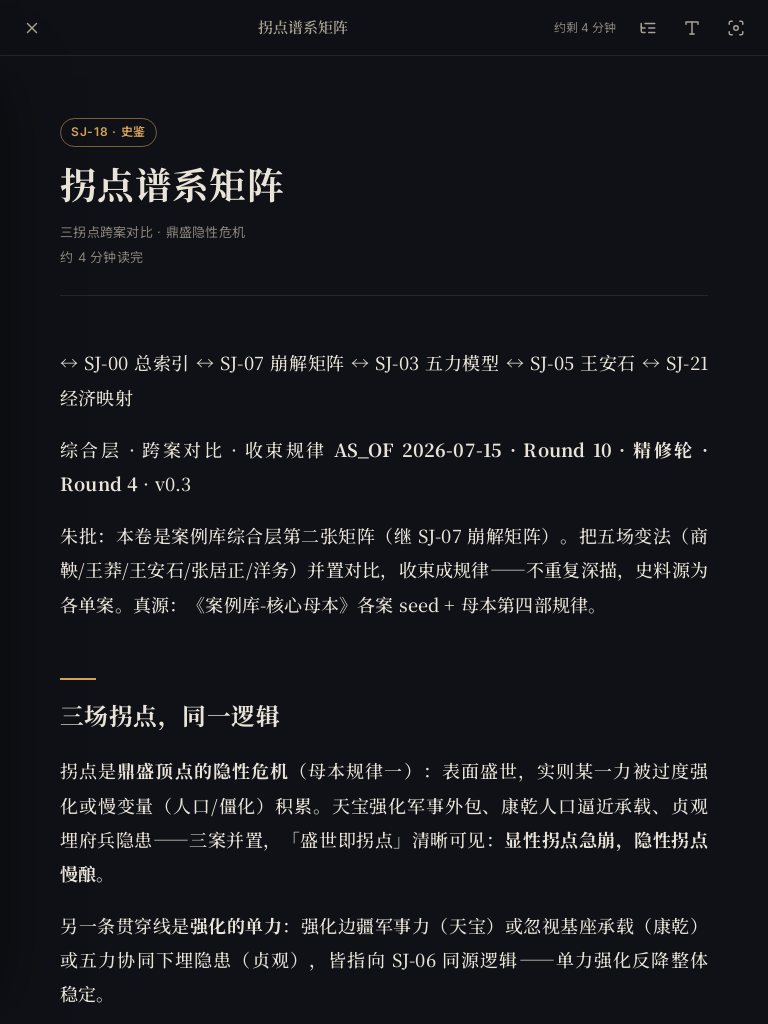 拐点谱系矩阵
约剩 4 分钟
SJ-18 · 史鉴
拐点谱系矩阵
三拐点跨案对比 · 鼎盛隐性危机
约 4 分钟读完
↔ SJ-00 总索引 ↔ SJ-07 崩解矩阵 ↔ SJ-03 五力模型 ↔ SJ-05 王安石 ↔ SJ-21
经济映射
综合层 · 跨案对比 · 收束规律 AS_OF 2026-07-15 · Round 10 · 精修轮 ·
Round 4 · v0.3
朱批：本卷是案例库综合层第二张矩阵（继 SJ-07 崩解矩阵）。把五场变法（商
鞅/王莽/王安石/张居正/洋务）并置对比，收束成规律——不重复深描，史料源为
各单案。真源：《案例库-核心母本》各案 seed + 母本第四部规律。
三场拐点，同一逻辑
拐点是鼎盛顶点的隐性危机（母本规律一）：表面盛世，实则某一力被过度强
化或慢变量（人口/僵化）积累。天宝强化军事外包、康乾人口逼近承载、贞观
埋府兵隐患——三案并置，「盛世即拐点」清晰可见：显性拐点急崩，隐性拐点
慢酿。
另一条贯穿线是强化的单力：强化边疆军事力（天宝）或忽视基座承载（康乾）
或五力协同下埋隐患（贞观），皆指向 SJ-06 同源逻辑——单力强化反降整体
稳定。